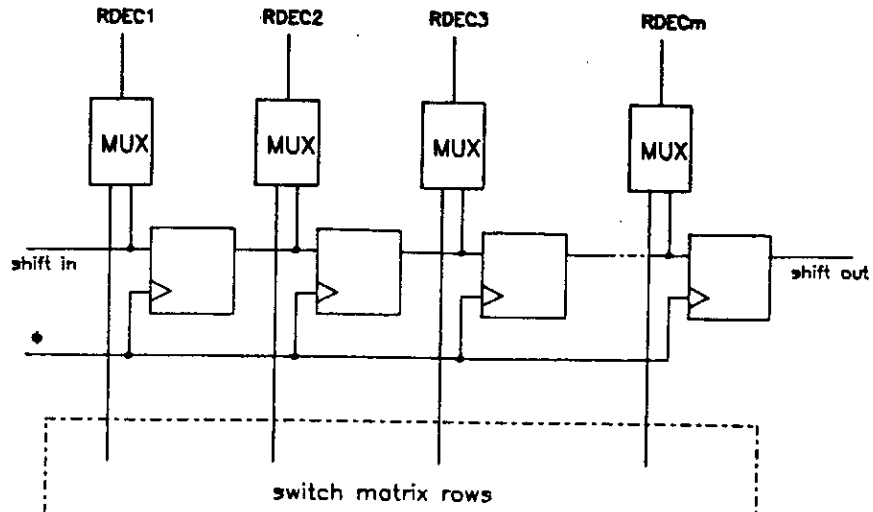 RDEC1 RDEC2 RDEC3 RDECm
MUX MUX MUX MUX
shift in shift out
switch matrix rows